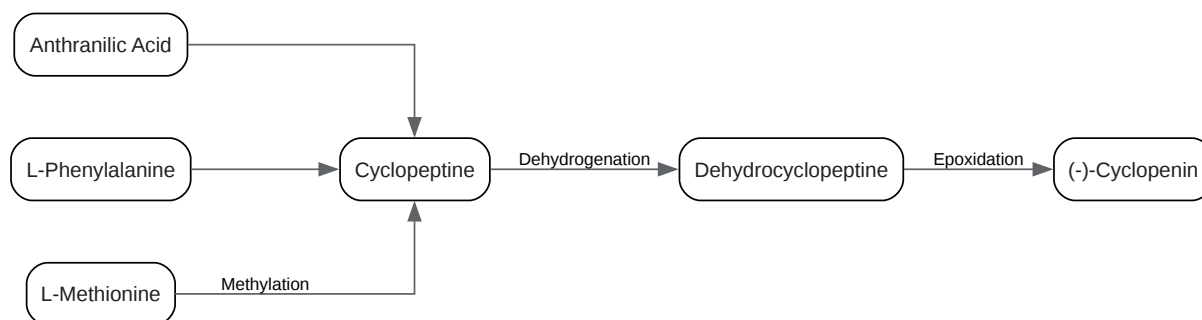 Anthranilic Acid
L-Phenylalanine
Cyclopeptine
Dehydrogenation
Dehydrocyclopeptine
Epoxidation
(-)-Cyclopenin
L-Methionine
Methylation